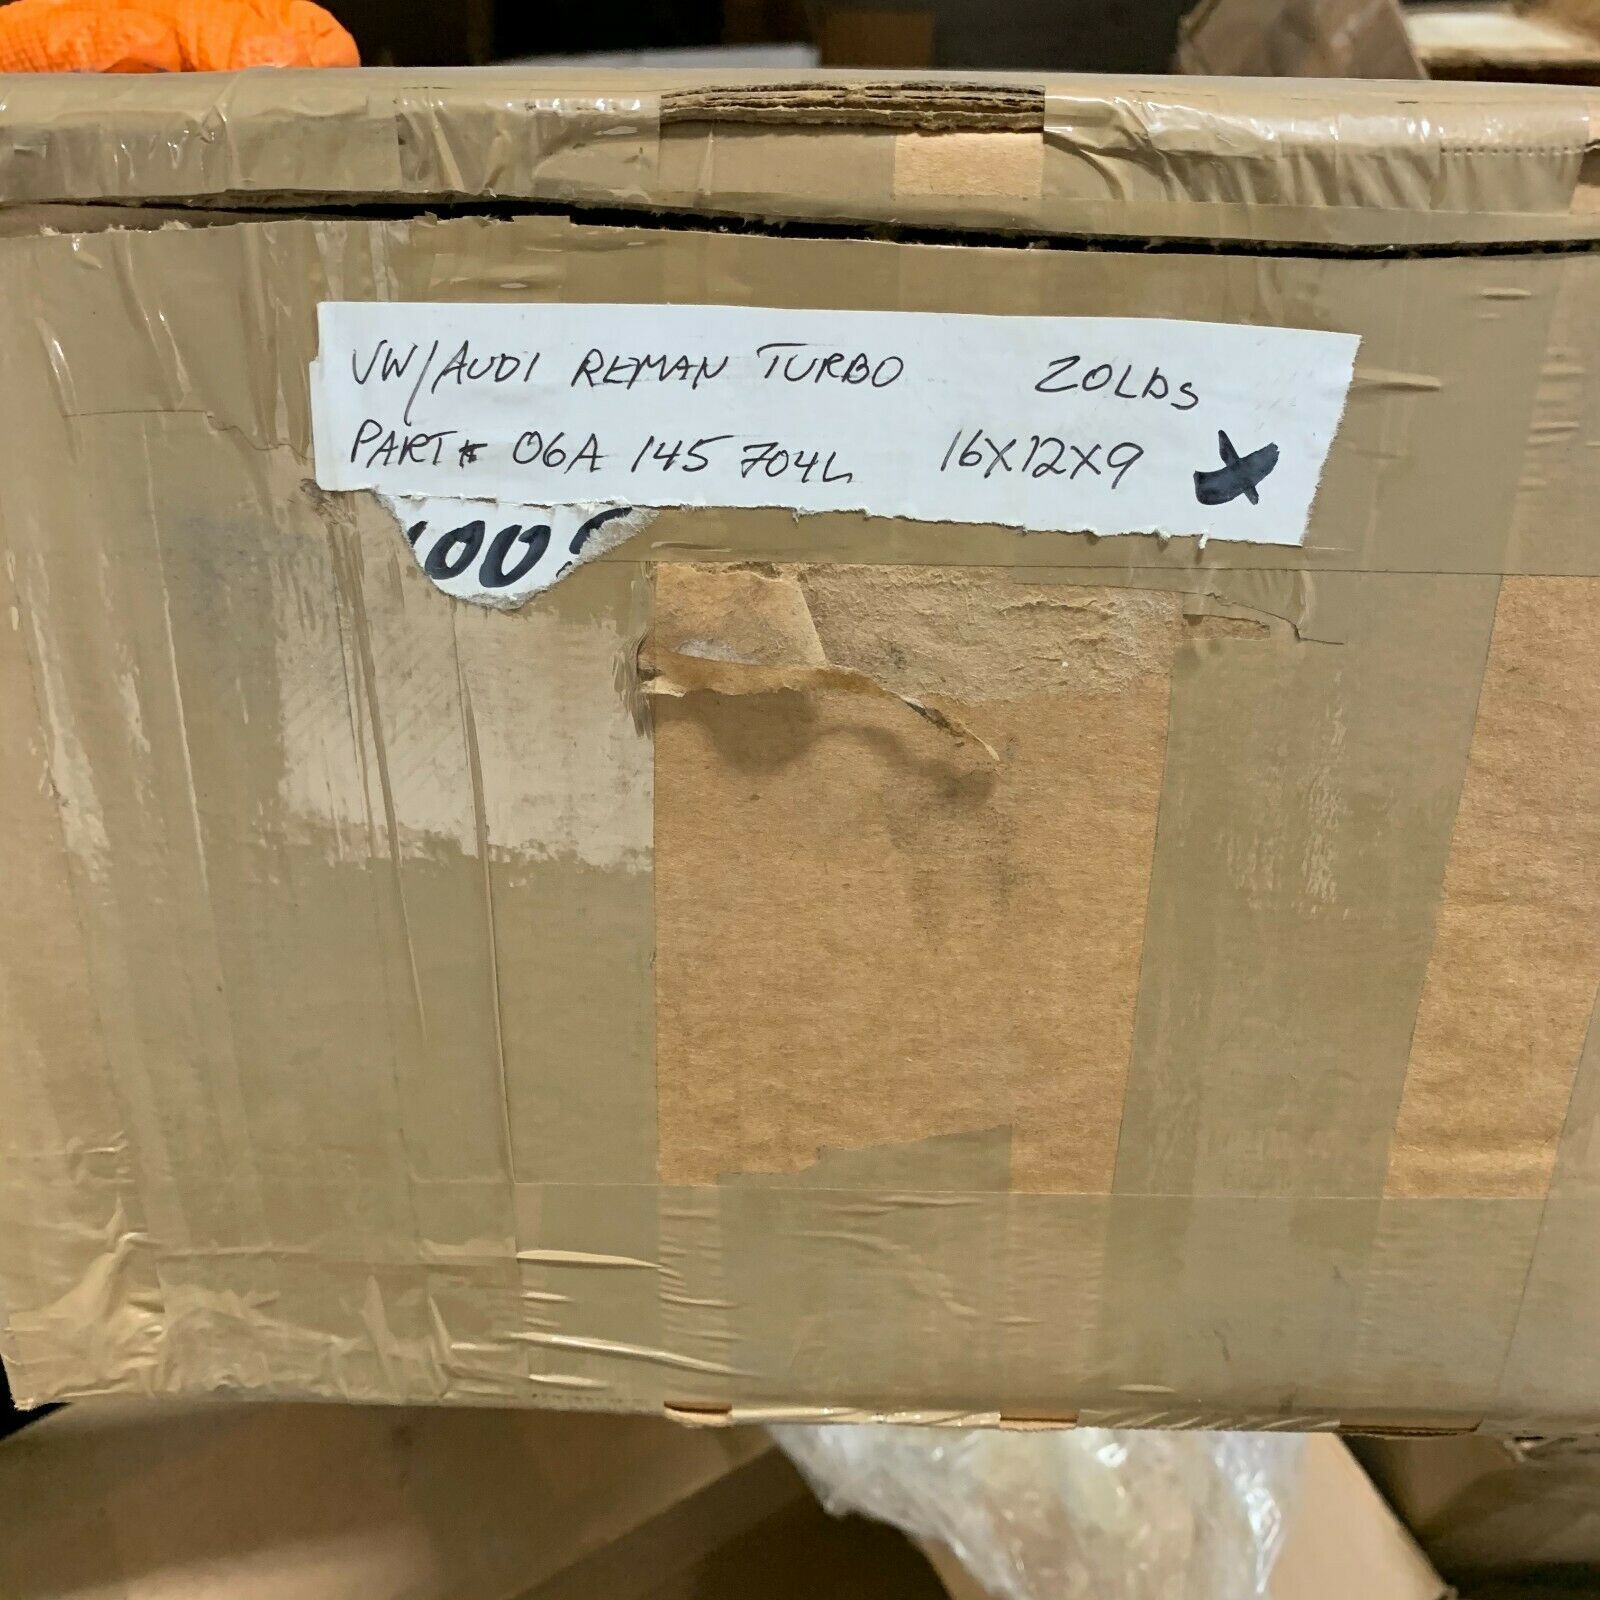 VW/AUDI REMAN TURBO 20LBS
PART# 06A 145 704L 16X12X9 X